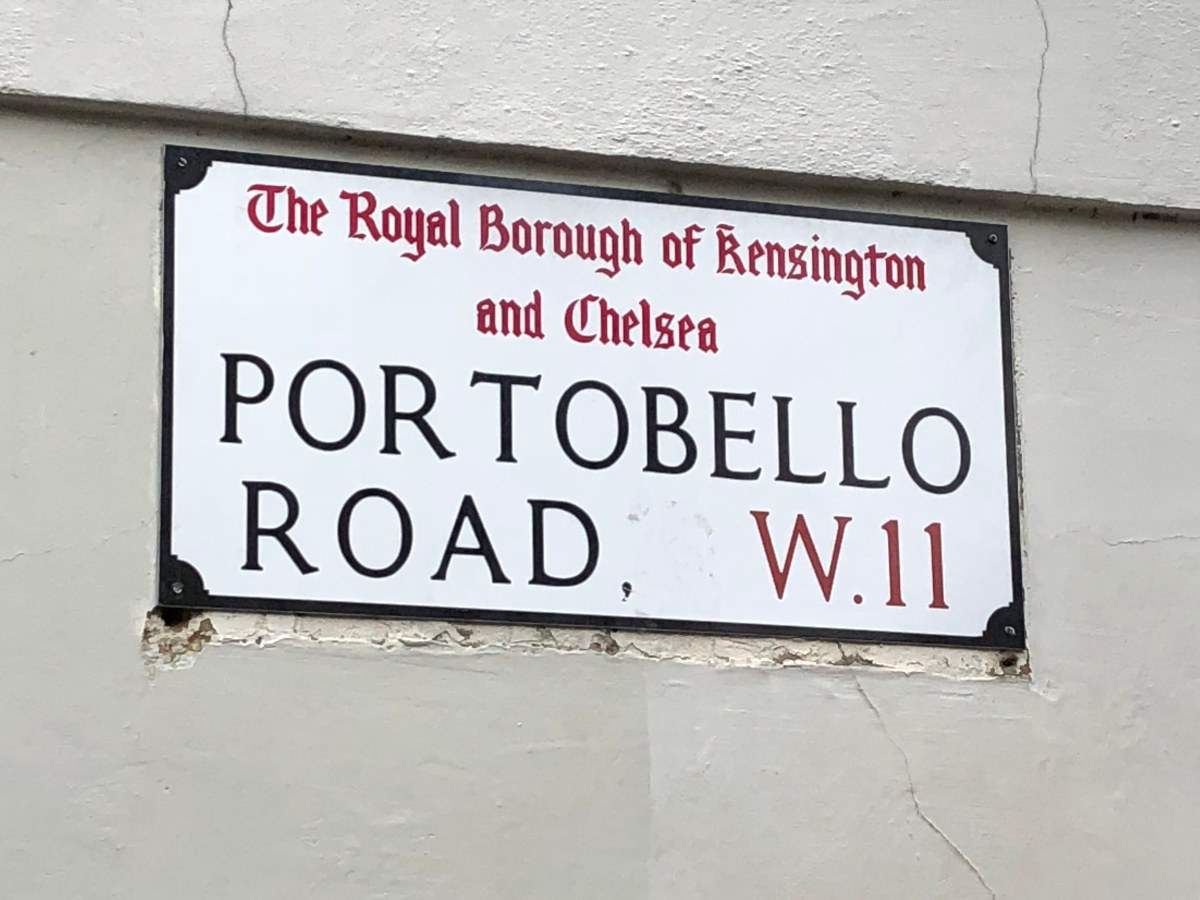 The Royal Borough of Kensington
and Chelsea
PORTOBELLO
ROAD, W.11